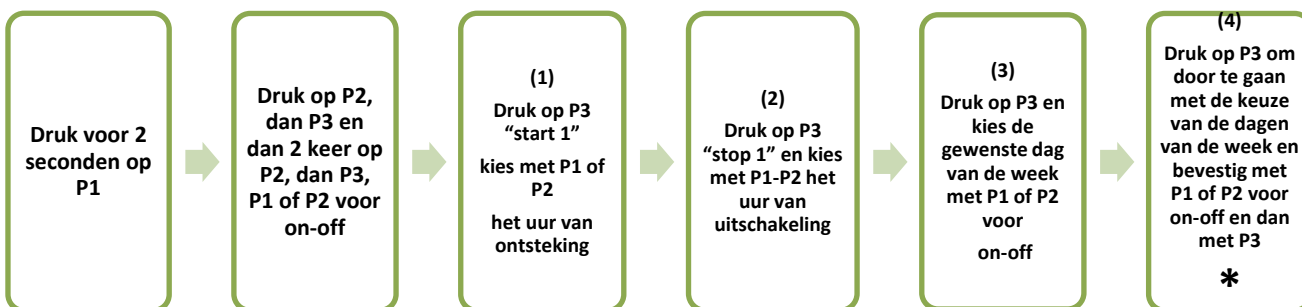 Druk voor 2
seconden op
P1
Druk op P2,
dan P3 en
dan 2 keer op
P2, dan P3,
P1 of P2 voor
on-off
(1)
Druk op P3
“start 1”
kies met P1 of
P2
het uur van
ontsteking
(2)
Druk op P3
“stop 1” en kies
met P1-P2 het
uur van
uitschakeling
(3)
Druk op P3 en
kies de
gewenste dag
van de week
met P1 of P2
voor
on-off
(4)
Druk op P3 om
door te gaan
met de keuze
van de dagen
van de week en
bevestig met
P1 of P2 voor
on-off en dan
met P3
*